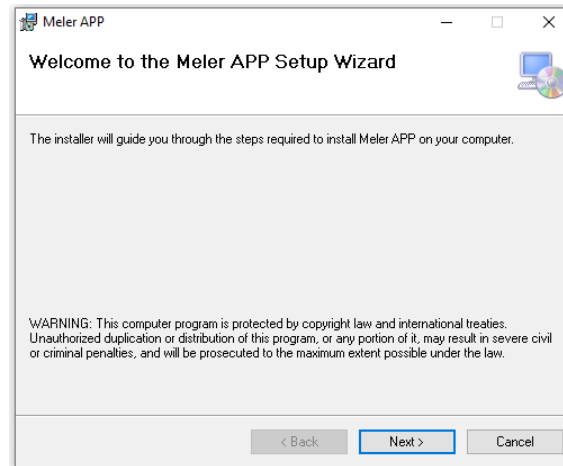 Meler APP
Welcome to the Meler APP Setup Wizard
The installer will guide you through the steps required to install Meler APP on your computer.
WARNING: This computer program is protected by copyright law and international treaties.
Unauthorized duplication or distribution of this program, or any portion of it, may result in severe civil
or criminal penalties, and will be prosecuted to the maximum extent possible under the law.
< Back Next > Cancel